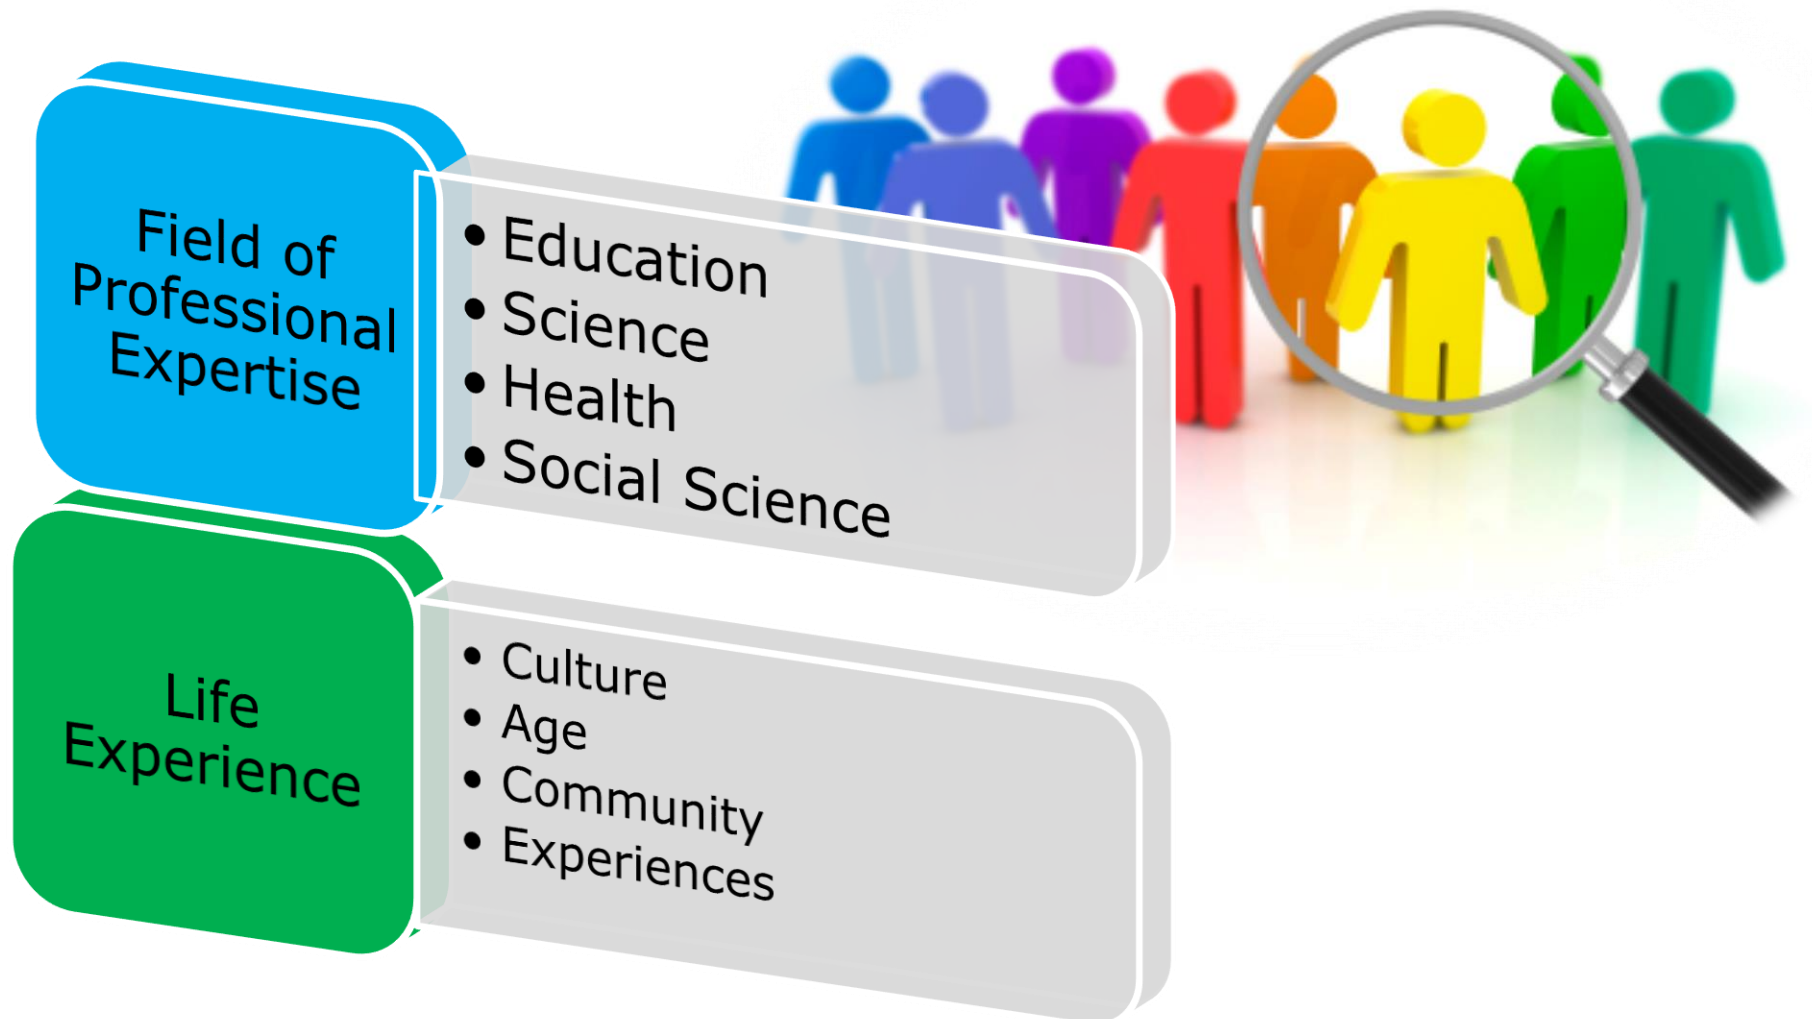 Field of
Professional
Expertise
• Education
• Science
• Health
• Social Science
Life
Experience
• Culture
• Age
• Community
• Experiences